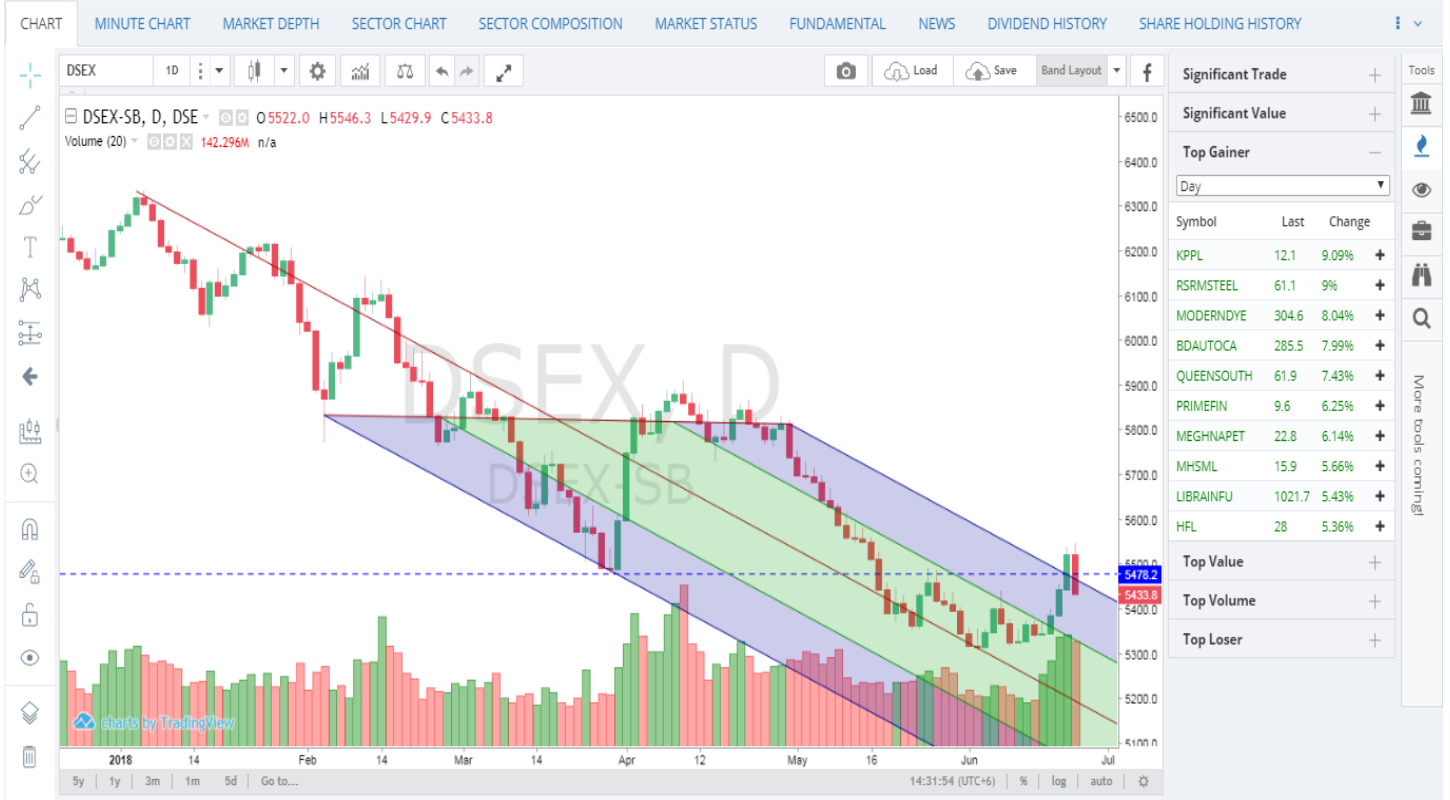 CHART MINUTE CHART MARKET DEPTH SECTOR CHART SECTOR COMPOSITION MARKET STATUS FUNDAMENTAL NEWS DIVIDEND HISTORY SHARE HOLDING HISTORY
DSEX 1D Load Save Band Layout
DSEX-SB, D, DSE O5522.0 H5546.3 L5429.9 C5433.8
Volume (20) 142.296M n/a
DSEX, D
DSEX-SB
charts by TradingView
6500.0
6400.0
6300.0
6200.0
6100.0
6000.0
5900.0
5800.0
5700.0
5600.0
5500.0
5478.2
5433.8
5400.0
5300.0
5200.0
5100.0
2018 14 Feb 14 Mar 14 Apr 12 May 16 Jun Jul
5y 1y 3m 1m 5d Go to... 14:31:54 (UTC+6) % log auto
Significant Trade
Significant Value
Top Gainer
Day
Symbol Last Change
KPPL 12.1 9.09%
RSRMSTEEL 61.1 9%
MODERNDYE 304.6 8.04%
BDAUTOCA 285.5 7.99%
QUEENSOUTH 61.9 7.43%
PRIMEFIN 9.6 6.25%
MEGHNAPET 22.8 6.14%
MHSML 15.9 5.66%
LIBRAINFU 1021.7 5.43%
HFL 28 5.36%
Top Value
Top Volume
Top Loser
Tools
More tools coming!